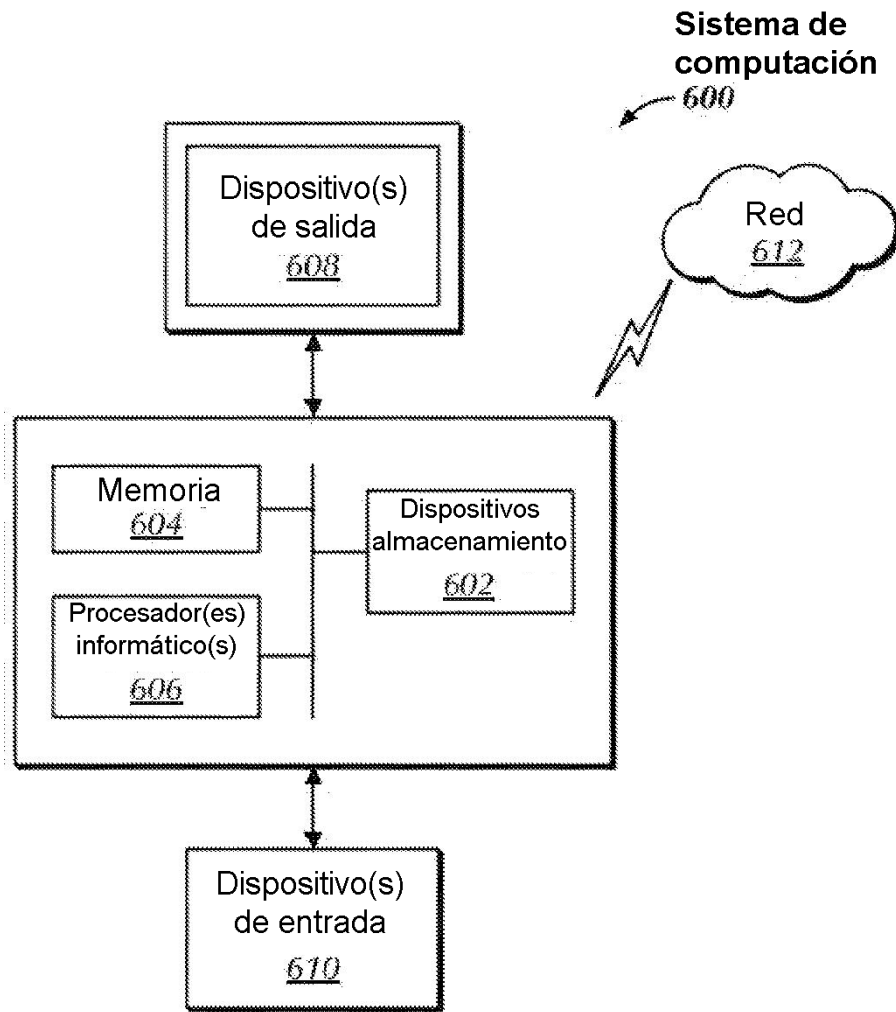 Sistema de
computación
600
Dispositivo(s)
de salida
608
Red
612
Memoria
604
Dispositivos
almacenamiento
602
Procesador(es)
informático(s)
606
Dispositivo(s)
de entrada
610